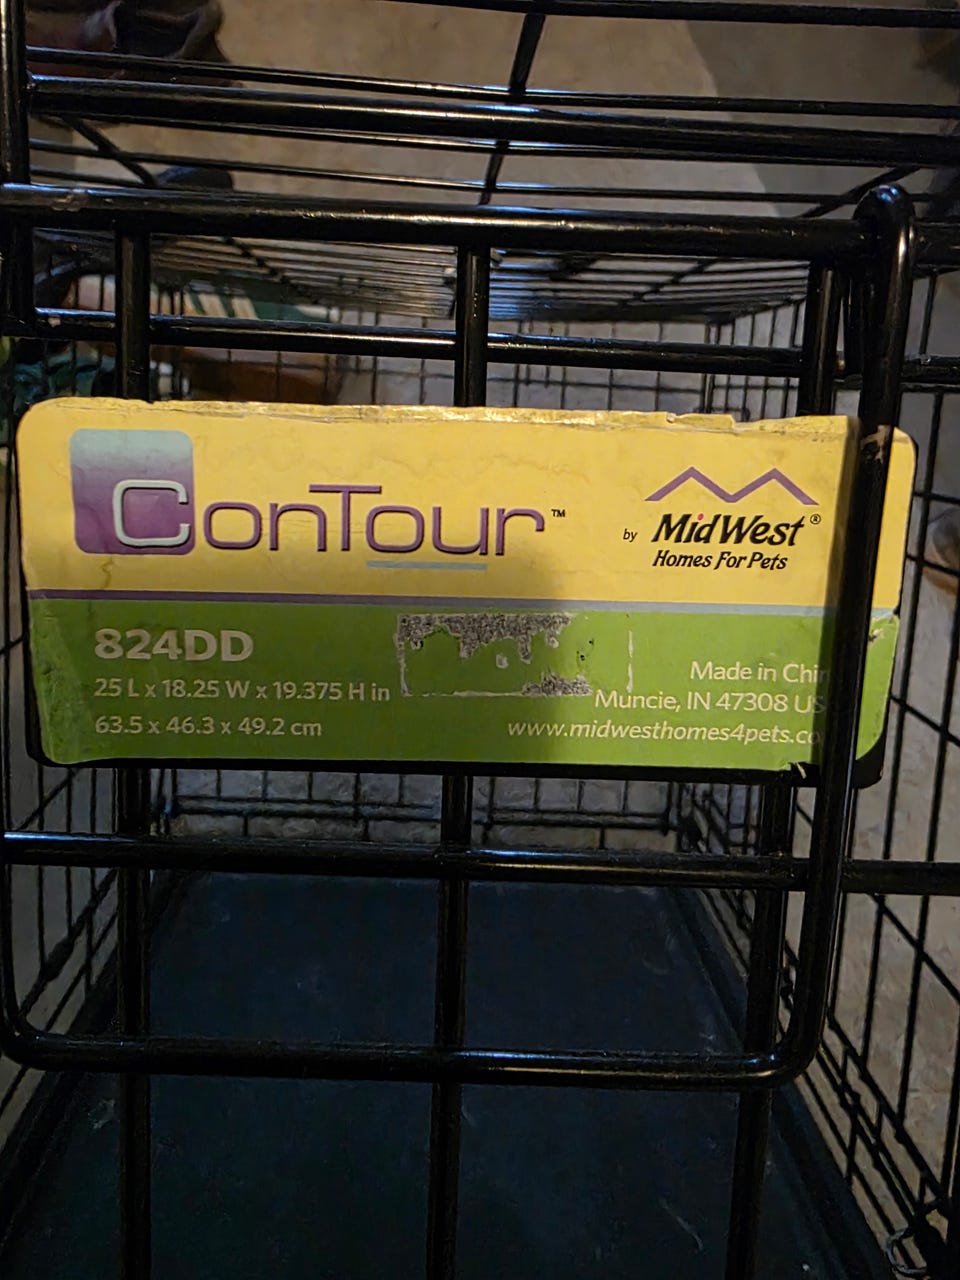 ConTour™
by MidWest®
Homes For Pets
824DD
25 L x 18.25 W x 19.375 H in
63.5 x 46.3 x 49.2 cm
Made in Chi
Muncie, IN 47308 US
www.midwesthomes4pets.co